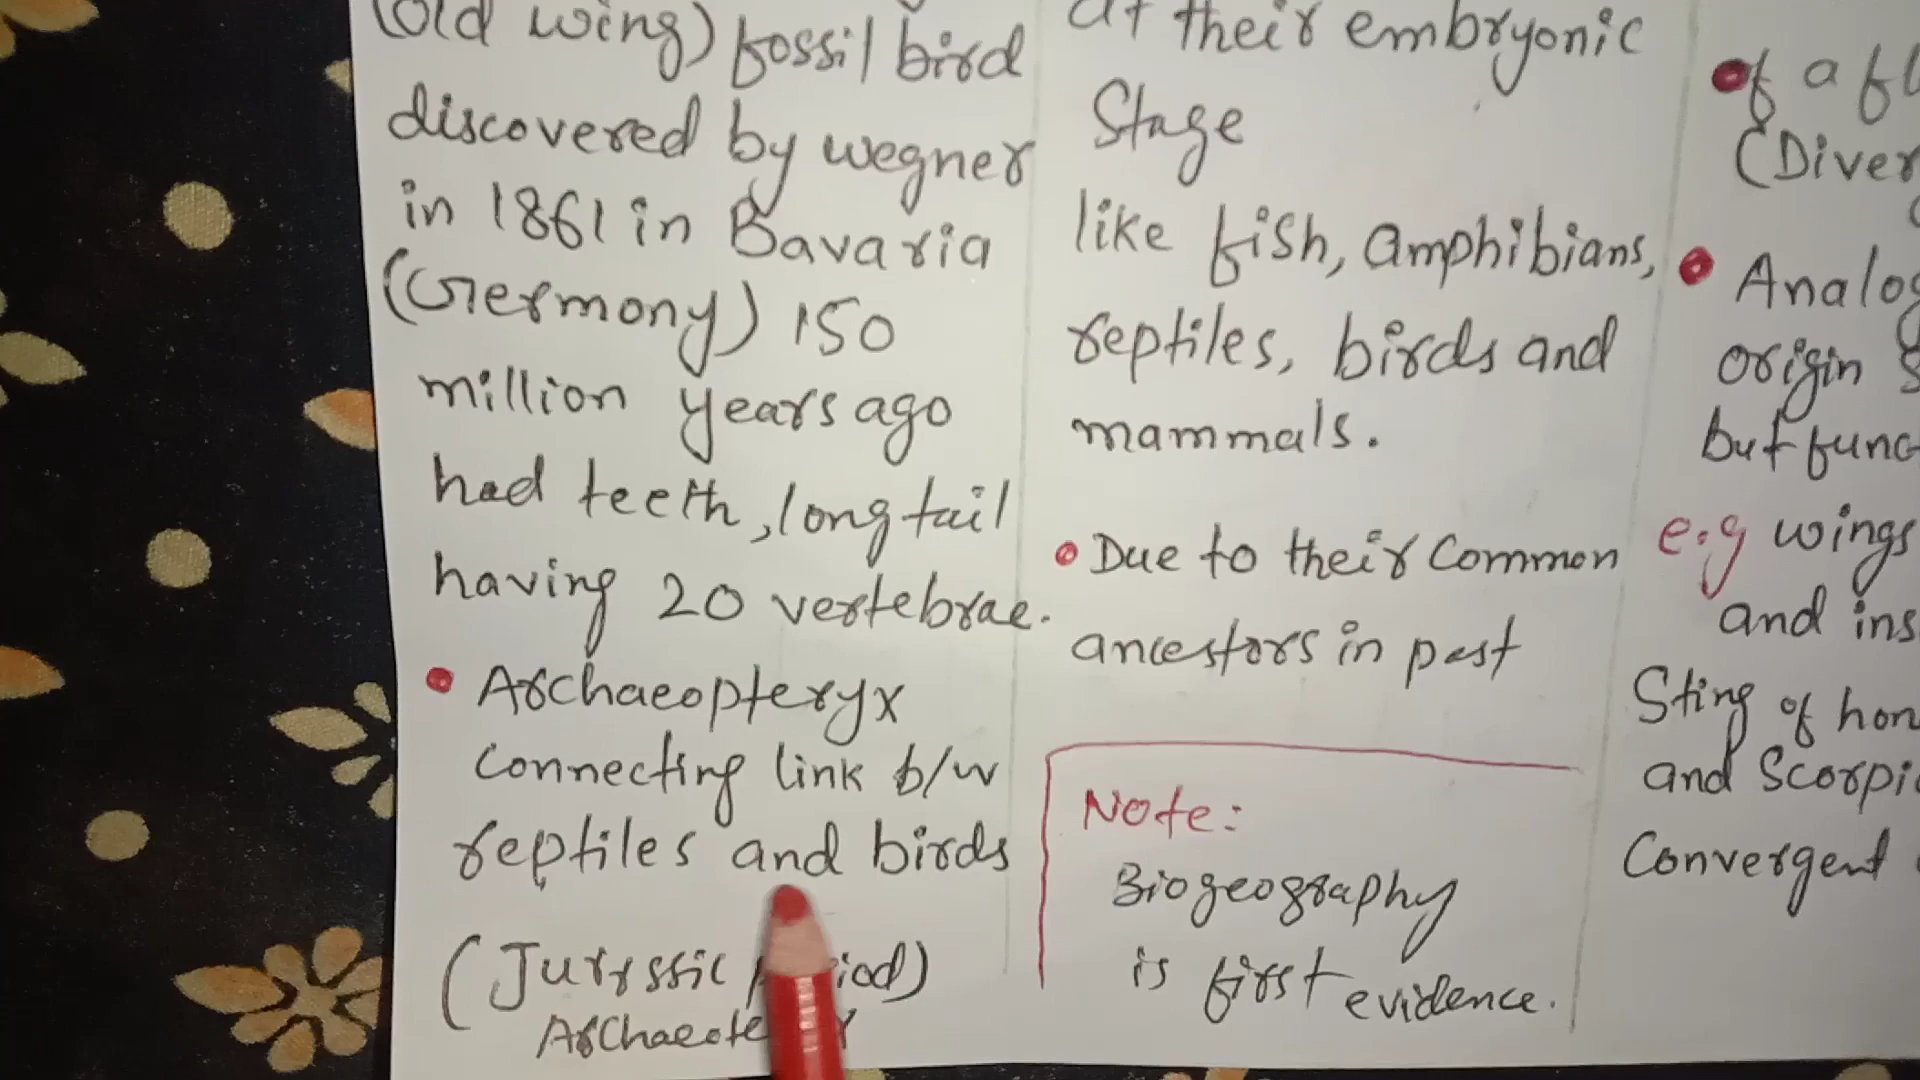 (old wing) fossil bird
discovered by wegner
in 1861 in Bavaria
(Germony) 150
million years ago
had teeth, long tail
having 20 vertebrae.
Archaeopteryx
connecting link b/w
reptiles and birds
(Jurrssic
at their embryonic
Stage
like fish, amphibians,
reptiles, birds and
mammals.
Due to their common
ancestors in past
Note:
Biogeography
is first evidence.
of a
(Diver
Analog
origin
but func
e.g wings
and ins
Sting of hon
and Scorpi
Convergent